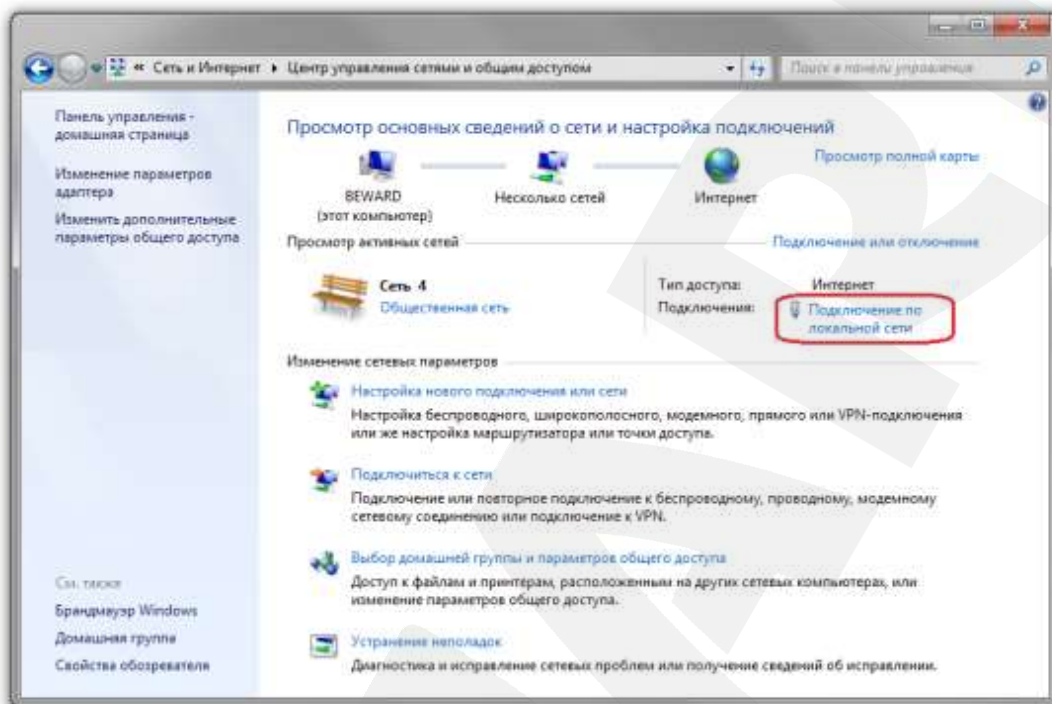 « Сеть и Интернет ▸ Центр управления сетями и общим доступом
Поиск в панели управления
Панель управления -
домашняя страница
Изменение параметров
адаптера
Изменить дополнительные
параметры общего доступа
См. также
Брандмауэр Windows
Домашняя группа
Свойства обозревателя
Просмотр основных сведений о сети и настройка подключений
Просмотр полной карты
BEWARD
(этот компьютер)
Несколько сетей
Интернет
Просмотр активных сетей
Подключение или отключение
Сеть 4
Общественная сеть
Тип доступа:
Интернет
Подключения:
Подключение по
локальной сети
Изменение сетевых параметров
Настройка нового подключения или сети
Настройка беспроводного, широкополосного, модемного, прямого или VPN-подключения
или же настройка маршрутизатора или точки доступа.
Подключиться к сети
Подключение или повторное подключение к беспроводному, проводному, модемному
сетевому соединению или подключение к VPN.
Выбор домашней группы и параметров общего доступа
Доступ к файлам и принтерам, расположенным на других сетевых компьютерах, или
изменение параметров общего доступа.
Устранение неполадок
Диагностика и исправление сетевых проблем или получение сведений об исправлении.